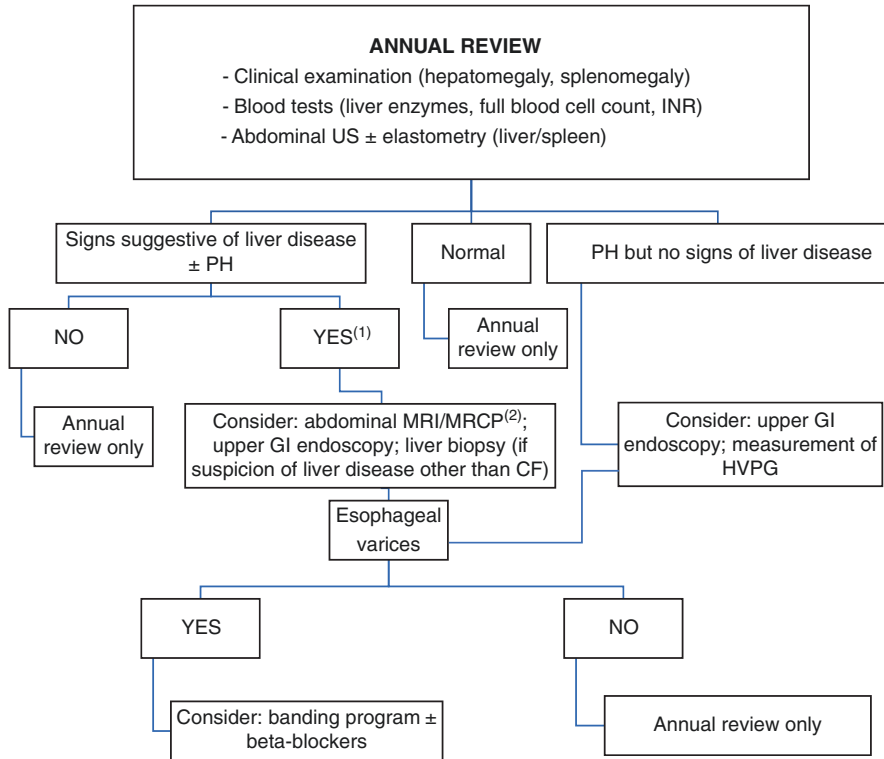 ANNUAL REVIEW
- Clinical examination (hepatomegaly, splenomegaly)
- Blood tests (liver enzymes, full blood cell count, INR)
- Abdominal US ± elastometry (liver/spleen)
Signs suggestive of liver disease
± PH
Normal
PH but no signs of liver disease
NO
YES(1)
Annual
review only
Annual
review only
Consider: abdominal MRI/MRCP(2);
upper GI endoscopy; liver biopsy (if
suspicion of liver disease other than CF)
Consider: upper GI
endoscopy; measurement of
HVPG
Esophageal
varices
YES
NO
Consider: banding program ±
beta-blockers
Annual review only